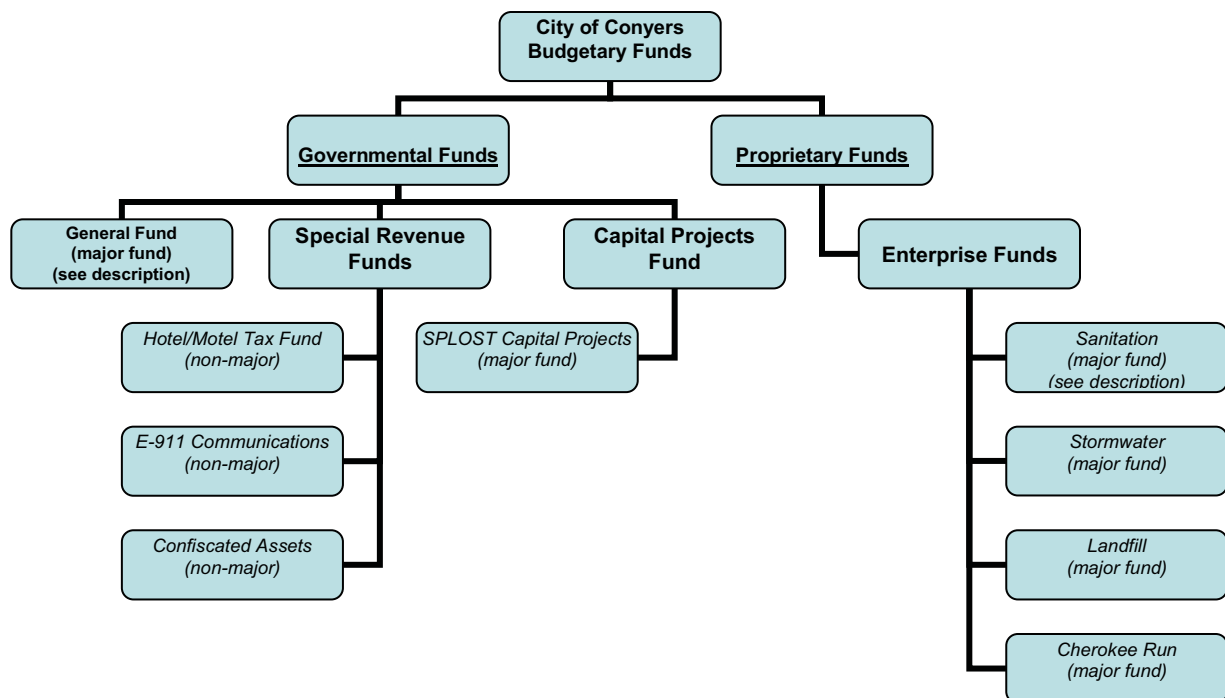 City of Conyers
Budgetary Funds
Governmental Funds
Proprietary Funds
General Fund
(major fund)
(see description)
Special Revenue
Funds
Capital Projects
Fund
Enterprise Funds
Hotel/Motel Tax Fund
(non-major)
SPLOST Capital Projects
(major fund)
Sanitation
(major fund)
(see description)
E-911 Communications
(non-major)
Stormwater
(major fund)
Confiscated Assets
(non-major)
Landfill
(major fund)
Cherokee Run
(major fund)